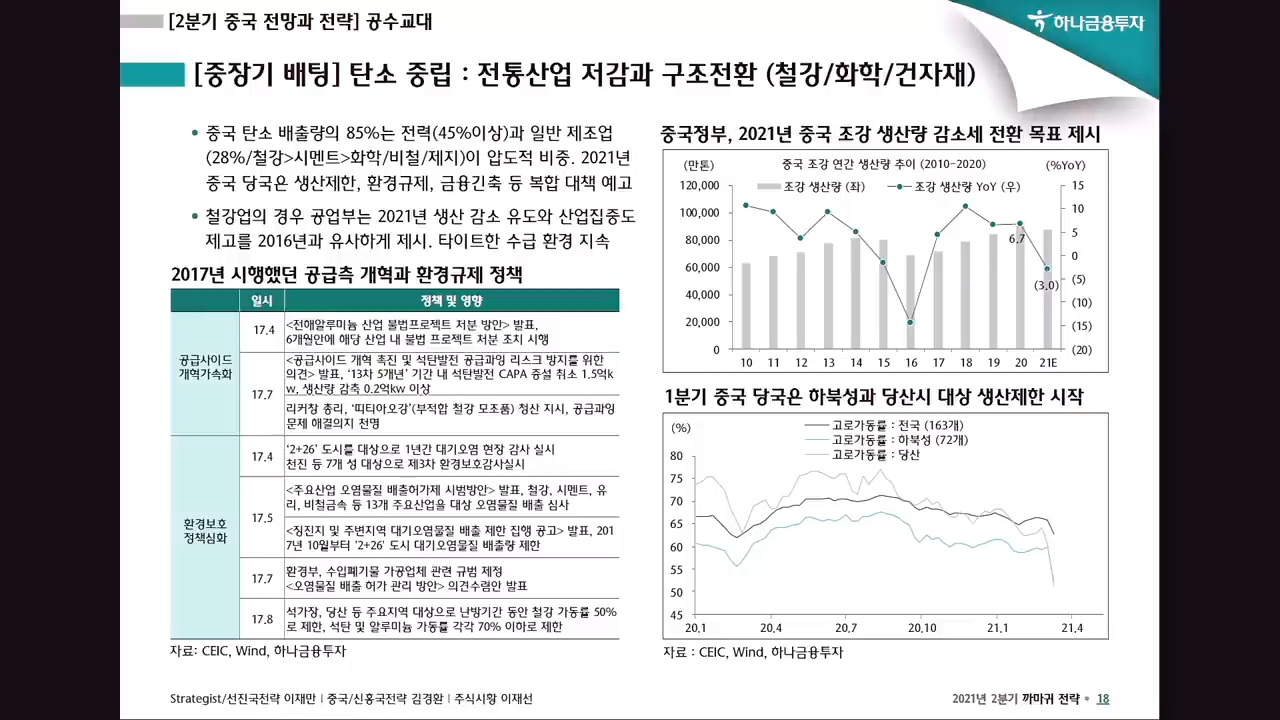 [2분기 중국 전망과 전략] 공수교대
하나금융투자
[중장기 배팅] 탄소 중립 : 전통산업 저감과 구조전환 (철강/화학/건자재)
• 중국 탄소 배출량의 85%는 전력(45%이상)과 일반 제조업
(28%/철강>시멘트>화학/비철/제지)이 압도적 비중. 2021년
중국 당국은 생산제한, 환경규제, 금융긴축 등 복합 대책 예고
• 철강업의 경우 공업부는 2021년 생산 감소 유도와 산업집중도
제고를 2016년과 유사하게 제시. 타이트한 수급 환경 지속
2017년 시행했던 공급측 개혁과 환경규제 정책
일시 정책 및 영향
공급사이드
개혁가속화
17.4
<전해알루미늄 산업 불법프로젝트 처분 방안> 발표,
6개월안에 해당 산업 내 불법 프로젝트 처분 조치 시행
17.7
<공급사이드 개혁 촉진 및 석탄발전 공급과잉 리스크 방지를 위한
의견> 발표, ‘13차 5개년’ 기간 내 석탄발전 CAPA 증설 취소 1.5억k
w, 생산량 감축 0.2억kw 이상
리커창 총리, ‘띠티아오강’(부적합 철강 모조품) 청산 지시, 공급과잉
문제 해결의지 천명
환경보호
정책심화
17.4
‘2+26’ 도시를 대상으로 1년간 대기오염 현장 감사 실시
천진 등 7개 성 대상으로 제3차 환경보호감사실시
17.5
<주요산업 오염물질 배출허가제 시범방안> 발표, 철강, 시멘트, 유
리, 비철금속 등 13개 주요산업을 대상 오염물질 배출 심사
<징진지 및 주변지역 대기오염물질 배출 제한 집행 공고> 발표, 201
7년 10월부터 ‘2+26’ 도시 대기오염물질 배출량 제한
17.7
환경부, 수입폐기물 가공업체 관련 규범 제정
<오염물질 배출 허가 관리 방안> 의견수렴안 발표
17.8
석가장, 당산 등 주요지역 대상으로 난방기간 동안 철강 가동률 50%
로 제한, 석탄 및 알루미늄 가동률 각각 70% 이하로 제한
자료: CEIC, Wind, 하나금융투자
중국정부, 2021년 중국 조강 생산량 감소세 전환 목표 제시
(만톤) 중국 조강 연간 생산량 추이 (2010-2020) (%YoY)
조강 생산량 (좌) 조강 생산량 YoY (우)
120,000 15
100,000 10
80,000 5
60,000 0
40,000 (5)
20,000 (10)
0 (15)
(20)
6.7
(3.0)
10 11 12 13 14 15 16 17 18 19 20 21E
1분기 중국 당국은 하북성과 당산시 대상 생산제한 시작
(%)
고로가동률 : 전국 (163개)
고로가동률 : 하북성 (72개)
고로가동률 : 당산
80
75
70
65
60
55
50
45
20.1 20.4 20.7 20.10 21.1 21.4
자료 : CEIC, Wind, 하나금융투자
Strategist/선진국전략 이재만 | 중국/신흥국전략 김경환 | 주식시황 이재선
2021년 2분기 까마귀 전략 • 18